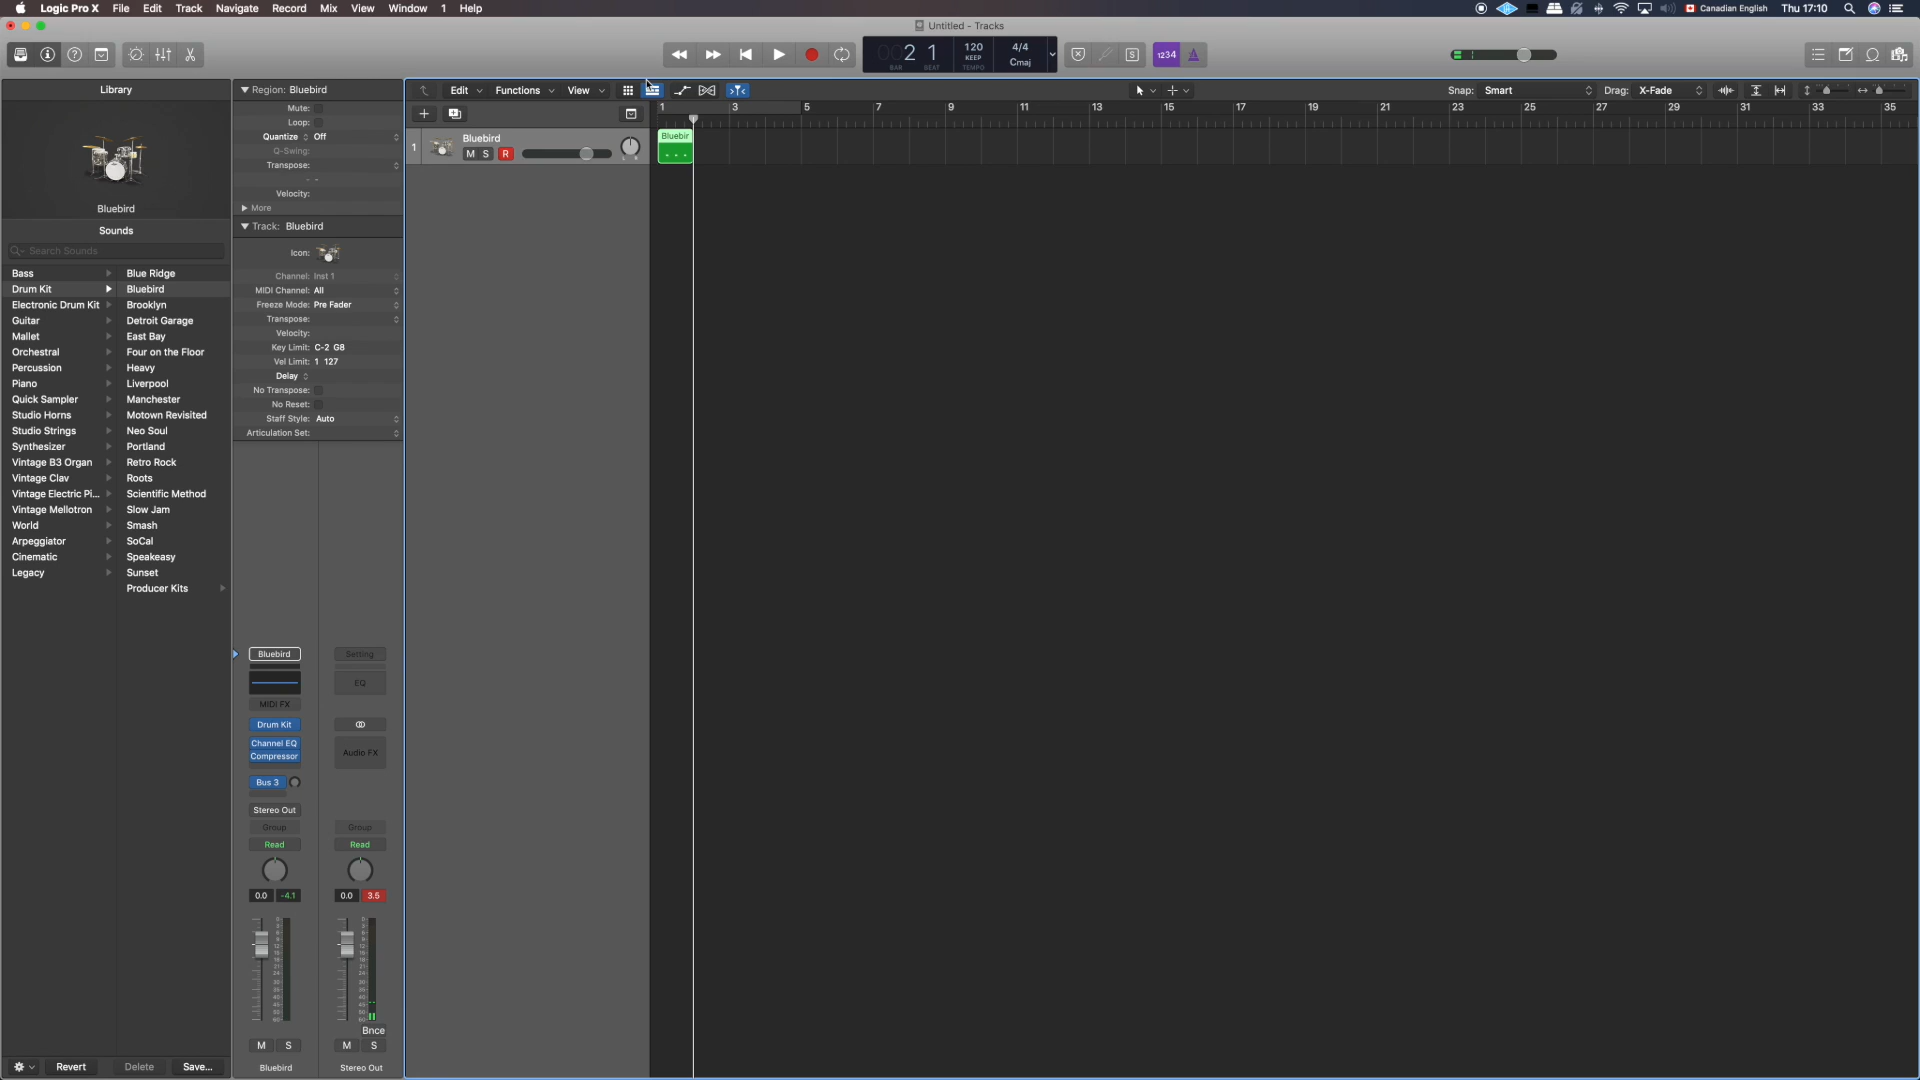 Logic Pro X File Edit Track Navigate Record Mix View Window 1 Help
Canadian English Thu 17:10
Untitled - Tracks
2 1 120 4/4
KEEP Cmaj
BAR BEAT TEMPO
S 1234
Library
Region: Bluebird
Edit Functions View
Snap: Smart Drag: X-Fade
1 3 5 7 9 11 13 15 17 19 21 23 25 27 29 31 33 35
Mute:
Loop:
Quantize Off
Q-Swing:
Transpose:
Velocity:
More
1 Bluebird
M S R
Bluebir
Bluebird
Sounds
Search Sounds
Bass
Drum Kit
Electronic Drum Kit
Guitar
Mallet
Orchestral
Percussion
Piano
Quick Sampler
Studio Horns
Studio Strings
Synthesizer
Vintage B3 Organ
Vintage Clav
Vintage Electric Pi...
Vintage Mellotron
World
Arpeggiator
Cinematic
Legacy
Blue Ridge
Bluebird
Brooklyn
Detroit Garage
East Bay
Four on the Floor
Heavy
Liverpool
Manchester
Motown Revisited
Neo Soul
Portland
Retro Rock
Roots
Scientific Method
Slow Jam
Smash
SoCal
Speakeasy
Sunset
Producer Kits
Track: Bluebird
Icon:
Channel: Inst 1
MIDI Channel: All
Freeze Mode: Pre Fader
Transpose:
Velocity:
Key Limit: C-2 G8
Vel Limit: 1 127
Delay
No Transpose:
No Reset:
Staff Style: Auto
Articulation Set:
Bluebird
MIDI FX
Drum Kit
Channel EQ
Compressor
Bus 3
Stereo Out
Group
Read
0.0 -4.1
M S
Bluebird
Setting
EQ
Audio FX
Group
Read
0.0 3.5
Bnce
M S
Stereo Out
Revert Delete Save...